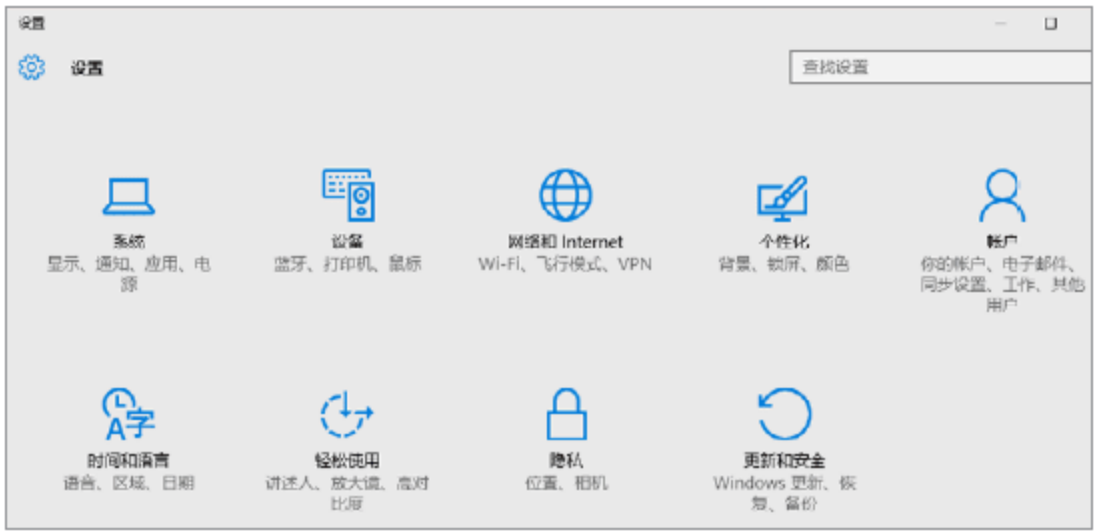 设置
设置
查找设置
系统
显示、通知、应用、电
源
设备
蓝牙、打印机、鼠标
网络和 Internet
Wi-Fi、飞行模式、VPN
个性化
背景、锁屏、颜色
帐户
你的帐户、电子邮件、
同步设置、工作、其他
用户
时间和语言
语音、区域、日期
轻松使用
讲述人、放大镜、高对
比度
隐私
位置、相机
更新和安全
Windows 更新、恢
复、备份